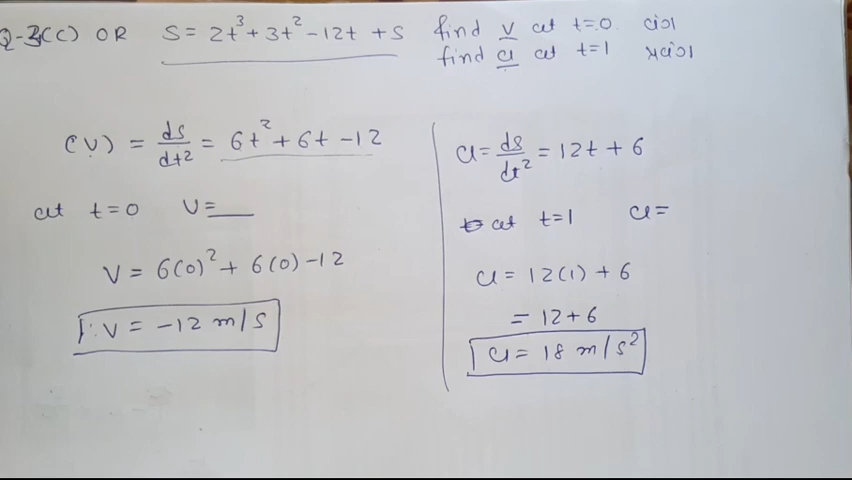 Q-3(C) OR S = 2t³ + 3t² - 12t + 5 find v at t=0.
find a at t=1
(v) = ds/dt² = 6t² + 6t - 12
at t=0 v=__
v = 6(0)² + 6(0) - 12
∴ v = -12 m/s
a = ds/dt² = 12t + 6
at t=1 a=
a = 12(1) + 6
= 12 + 6
a = 18 m/s²